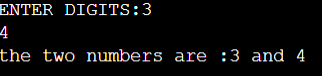 ENTER DIGITS:3
4
the two numbers are :3 and 4